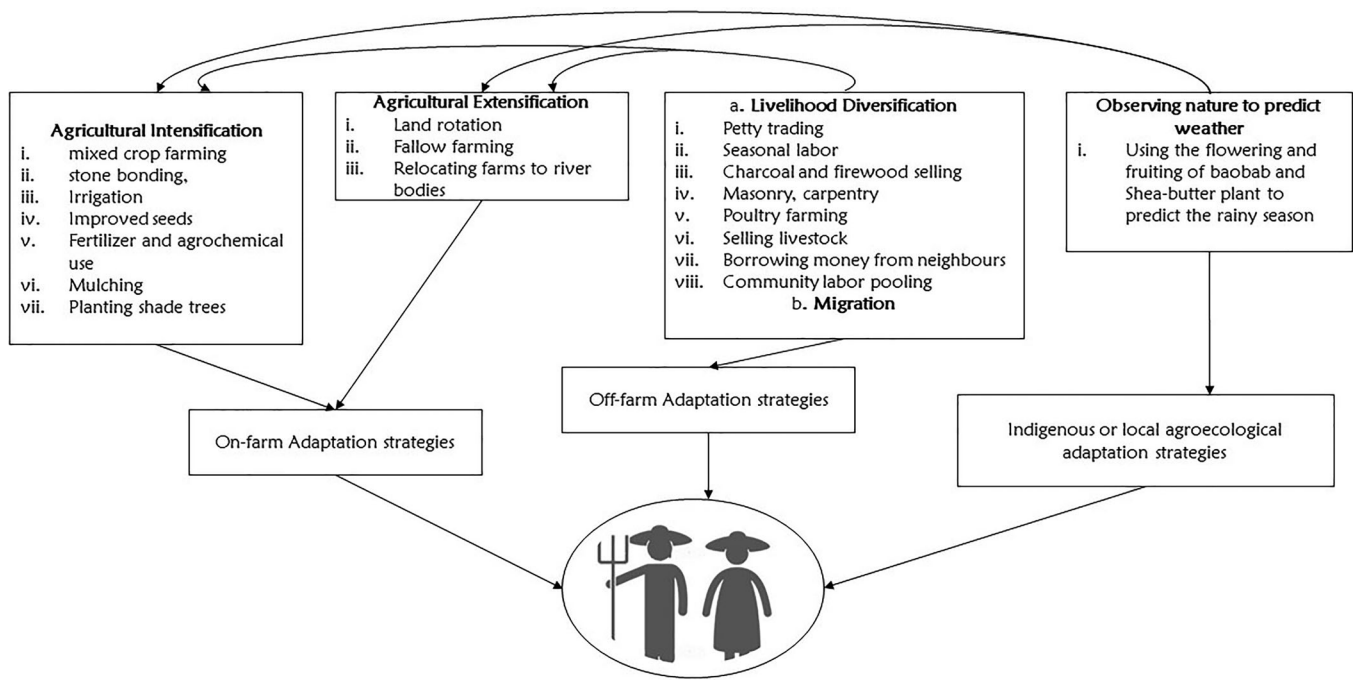 Agricultural Intensification
i. mixed crop farming
ii. stone bonding,
iii. Irrigation
iv. Improved seeds
v. Fertilizer and agrochemical
use
vi. Mulching
vii. Planting shade trees
Agricultural Extensification
i. Land rotation
ii. Fallow farming
iii. Relocating farms to river
bodies
a. Livelihood Diversification
i. Petty trading
ii. Seasonal labor
iii. Charcoal and firewood selling
iv. Masonry, carpentry
v. Poultry farming
vi. Selling livestock
vii. Borrowing money from neighbours
viii. Community labor pooling
b. Migration
Observing nature to predict
weather
i. Using the flowering and
fruiting of baobab and
Shea-butter plant to
predict the rainy season
On-farm Adaptation strategies
Off-farm Adaptation strategies
Indigenous or local agroecological
adaptation strategies